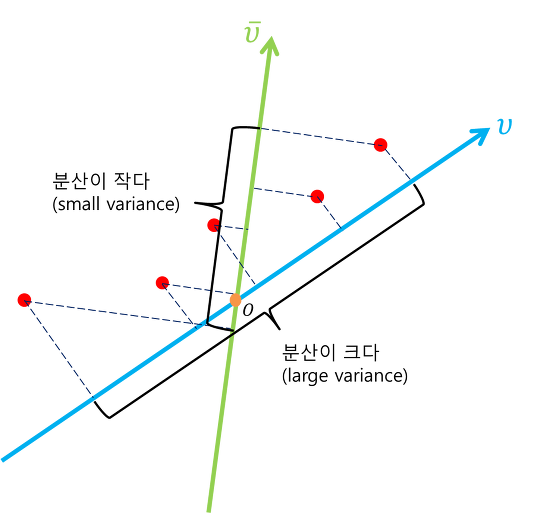 ῡ
υ
분산이 작다
(small variance)
O
분산이 크다
(large variance)